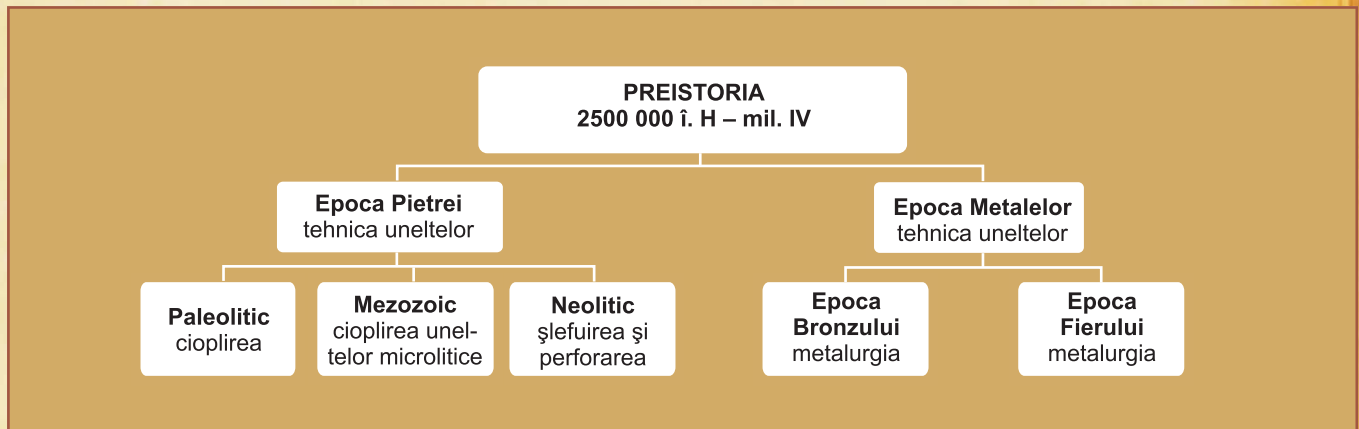 PREISTORIA
2500 000 î. H – mil. IV
Epoca Pietrei
tehnica uneltelor
Epoca Metalelor
tehnica uneltelor
Paleolitic
cioplirea
Mezozoic
cioplirea unel-
telor microlitice
Neolitic
şlefuirea şi
perforarea
Epoca
Bronzului
metalurgia
Epoca
Fierului
metalurgia